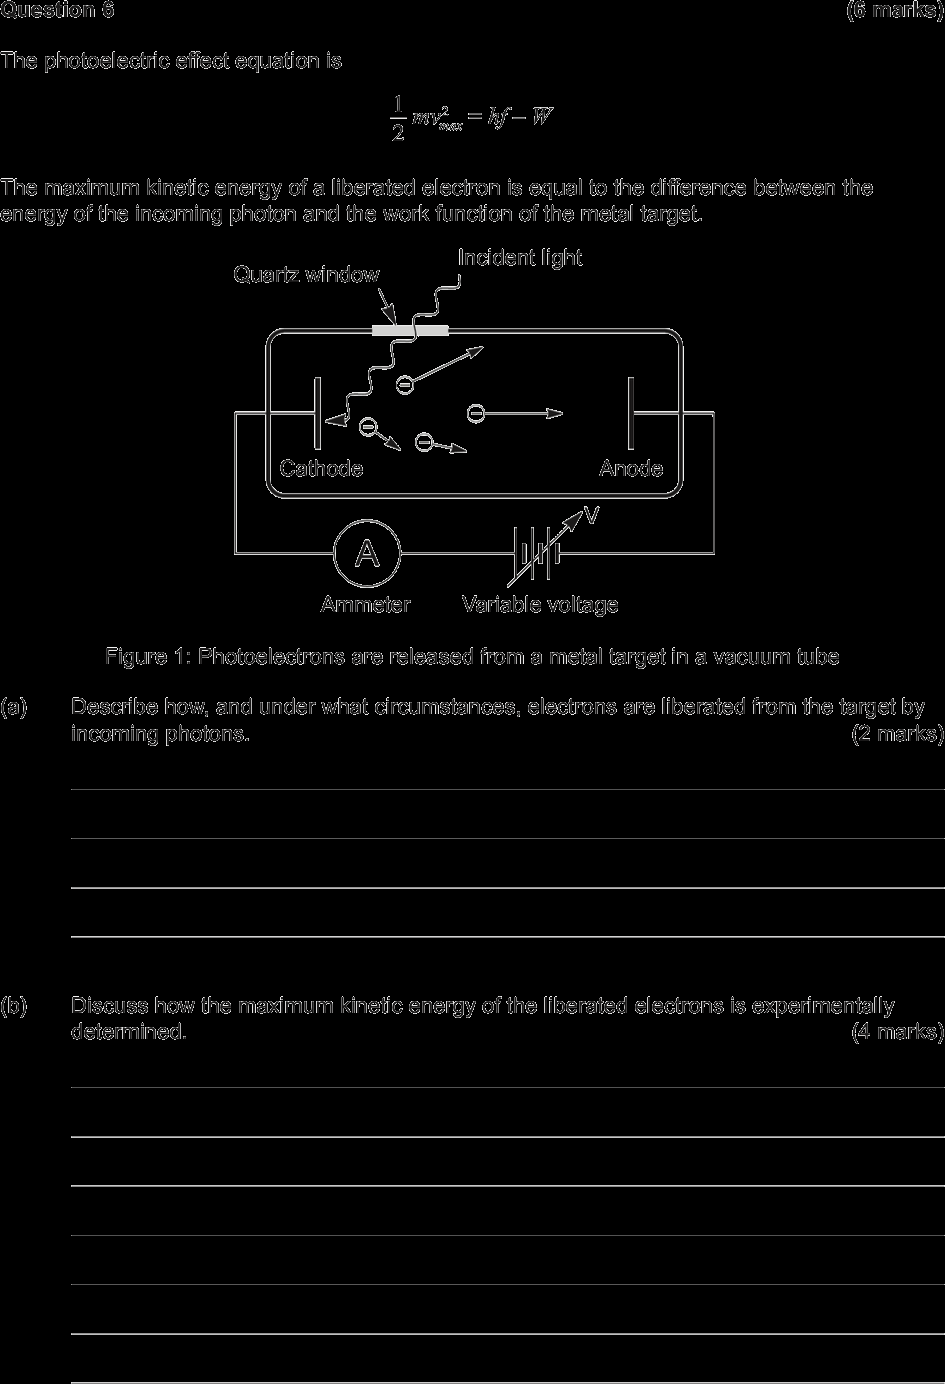 Question 6 (6 marks)
The photoelectric effect equation is
1/2 mv²max = hf – W
The maximum kinetic energy of a liberated electron is equal to the difference between the
energy of the incoming photon and the work function of the metal target.
Incident light
Quartz window
Cathode Anode
V
A
Ammeter Variable voltage
Figure 1: Photoelectrons are released from a metal target in a vacuum tube
(a) Describe how, and under what circumstances, electrons are liberated from the target by
incoming photons. (2 marks)
(b) Discuss how the maximum kinetic energy of the liberated electrons is experimentally
determined. (4 marks)